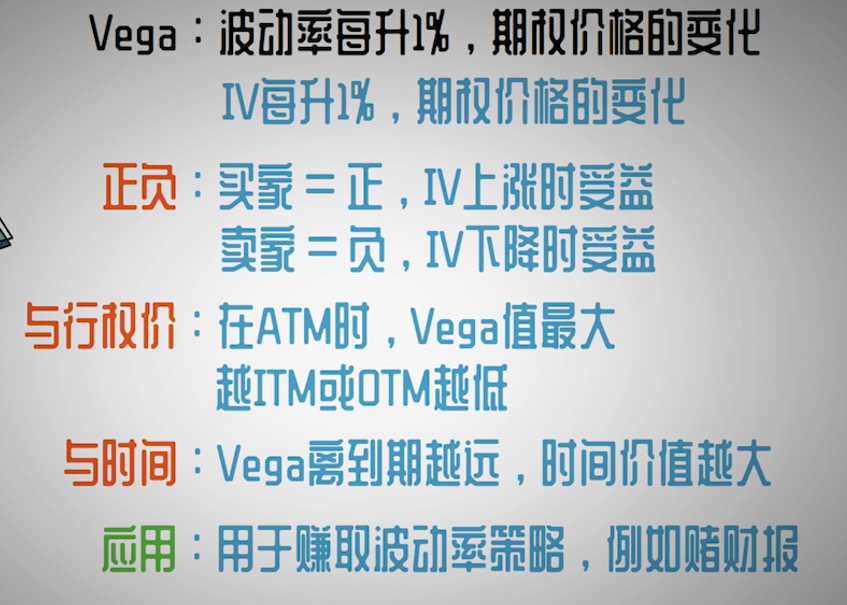 Vega：波动率每升1%，期权价格的变化
IV每升1%，期权价格的变化
正负：买家＝正，IV上涨时受益
卖家＝负，IV下降时受益
与行权价：在ATM时，Vega值最大
越ITM或OTM越低
与时间：Vega离到期越远，时间价值越大
应用：用于赚取波动率策略，例如赌财报